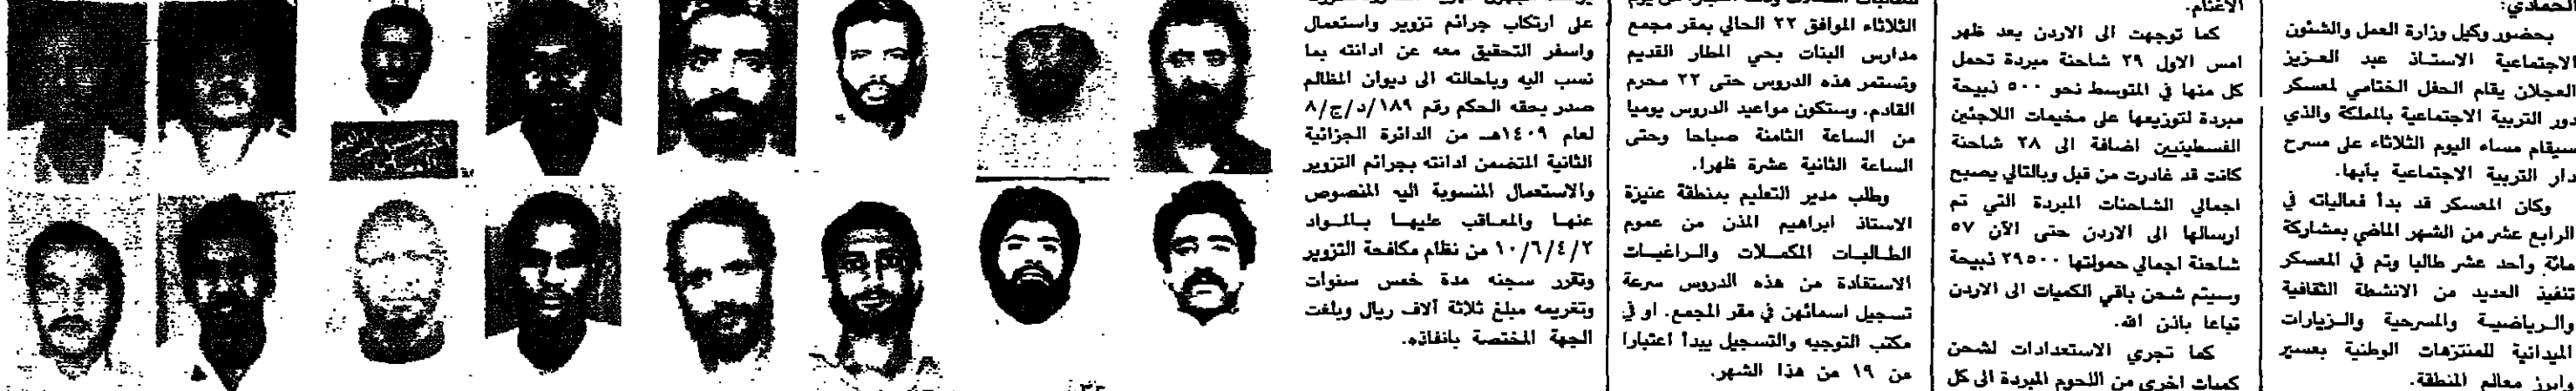 الحمادي:
بحضور وكيل وزارة العمل والشئون
الاجتماعية الاستاذ عبد العزيز
العجلان يقام الحفل الختامي لمعسكر
دور التربية الاجتماعية بالمملكة والذي
سيقام مساء اليوم الثلاثاء على مسرح
دار التربية الاجتماعية بأبها.
وكان المعسكر قد بدأ فعالياته في
الرابع عشر من الشهر الماضي بمشاركة
مائة وأحد عشر طالبا وتم في المعسكر
تنفيذ العديد من الانشطة الثقافية
والرياضية والمسرحية والزيارات
الميدانية للمنتزهات الوطنية بعسير
وابرز معالم المنطقة.
الأغنام.
كما توجهت الى الاردن بعد ظهر
امس الاول ٢٩ شاحنة مبردة تحمل
كل منها في المتوسط نحو ٥٠٠ ذبيحة
مبردة لتوزيعها على مخيمات اللاجئين
الفسطينيين اضافة الى ٢٨ شاحنة
كانت قد غادرت من قبل وبالتالي يصبح
اجمالي الشاحنات المبردة التي تم
ارسالها الى الاردن حتى الآن ٥٧
شاحنة اجمالي حمولتها ٢٩٥٠٠ ذبيحة
وسيتم شحن باقي الكميات الى الاردن
تباعا باذن الله.
كما تجري الاستعدادات لشحن
كميات اخرى من اللحوم المبردة الى كل
الثلاثاء الموافق ٢٢ الحالي بمقر مجمع
مدارس البنات بحي المطار القديم
وتستمر هذه الدروس حتى ٢٢ محرم
القادم. وستكون مواعيد الدروس يوميا
من الساعة الثامنة صباحا وحتى
الساعة الثانية عشرة ظهرا.
وطلب مدير التعليم بمنطقة عنيزة
الاستاذ ابراهيم المذن من عموم
الطالبات المكملات والراغبات
الاستفادة من هذه الدروس سرعة
تسجيل اسمائهن في مقر المجمع. او في
مكتب التوجيه والتسجيل يبدأ اعتبارا
عن ١٩ من هذا الشهر.
على ارتكاب جرائم تزوير واستعمال
واسفر التحقيق معه عن ادانته بما
نسب اليه وباحالته الى ديوان المظالم
صدر بحقه الحكم رقم ١٨٩/د/ج/٨
لعام ١٤٠٩هـ من الدائرة الجزائية
الثانية المتضمن ادانته بجرائم التزوير
والاستعمال المنسوبة اليه المنصوص
عنها والمعاقب عليها بالمواد
١٠/٦/٤/٢ من نظام مكافحة التزوير
وتقرر سجنه مدة خمس سنوات
وتغريمه مبلغ ثلاثة آلاف ريال وبلغت
الجهة المختصة بانفاذه.